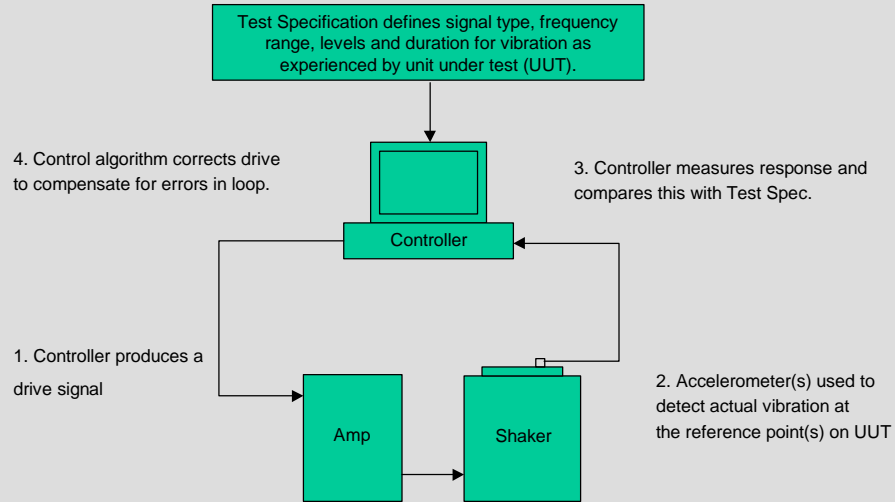 Test Specification defines signal type, frequency
range, levels and duration for vibration as
experienced by unit under test (UUT).
4. Control algorithm corrects drive
to compensate for errors in loop.
3. Controller measures response and
compares this with Test Spec.
Controller
1. Controller produces a
drive signal
2. Accelerometer(s) used to
detect actual vibration at
the reference point(s) on UUT
Amp
Shaker